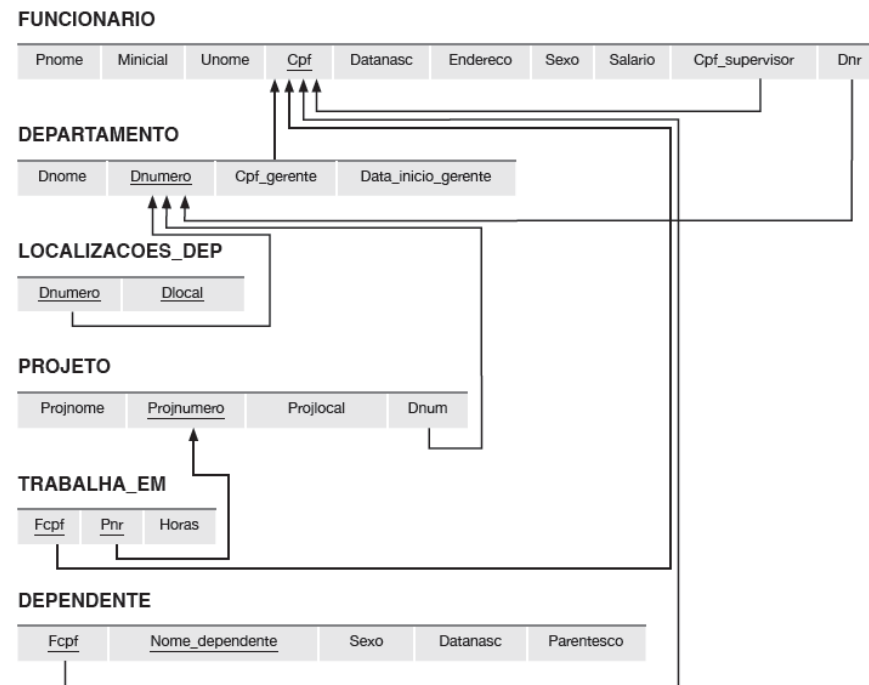 FUNCIONARIO
Pnome Minicial Unome Cpf Datanasc Endereco Sexo Salario Cpf_supervisor Dnr
DEPARTAMENTO
Dnome Dnumero Cpf_gerente Data_inicio_gerente
LOCALIZACOES_DEP
Dnumero Dlocal
PROJETO
Projnome Projnumero Projlocal Dnum
TRABALHA_EM
Fcpf Pnr Horas
DEPENDENTE
Fcpf Nome_dependente Sexo Datanasc Parentesco